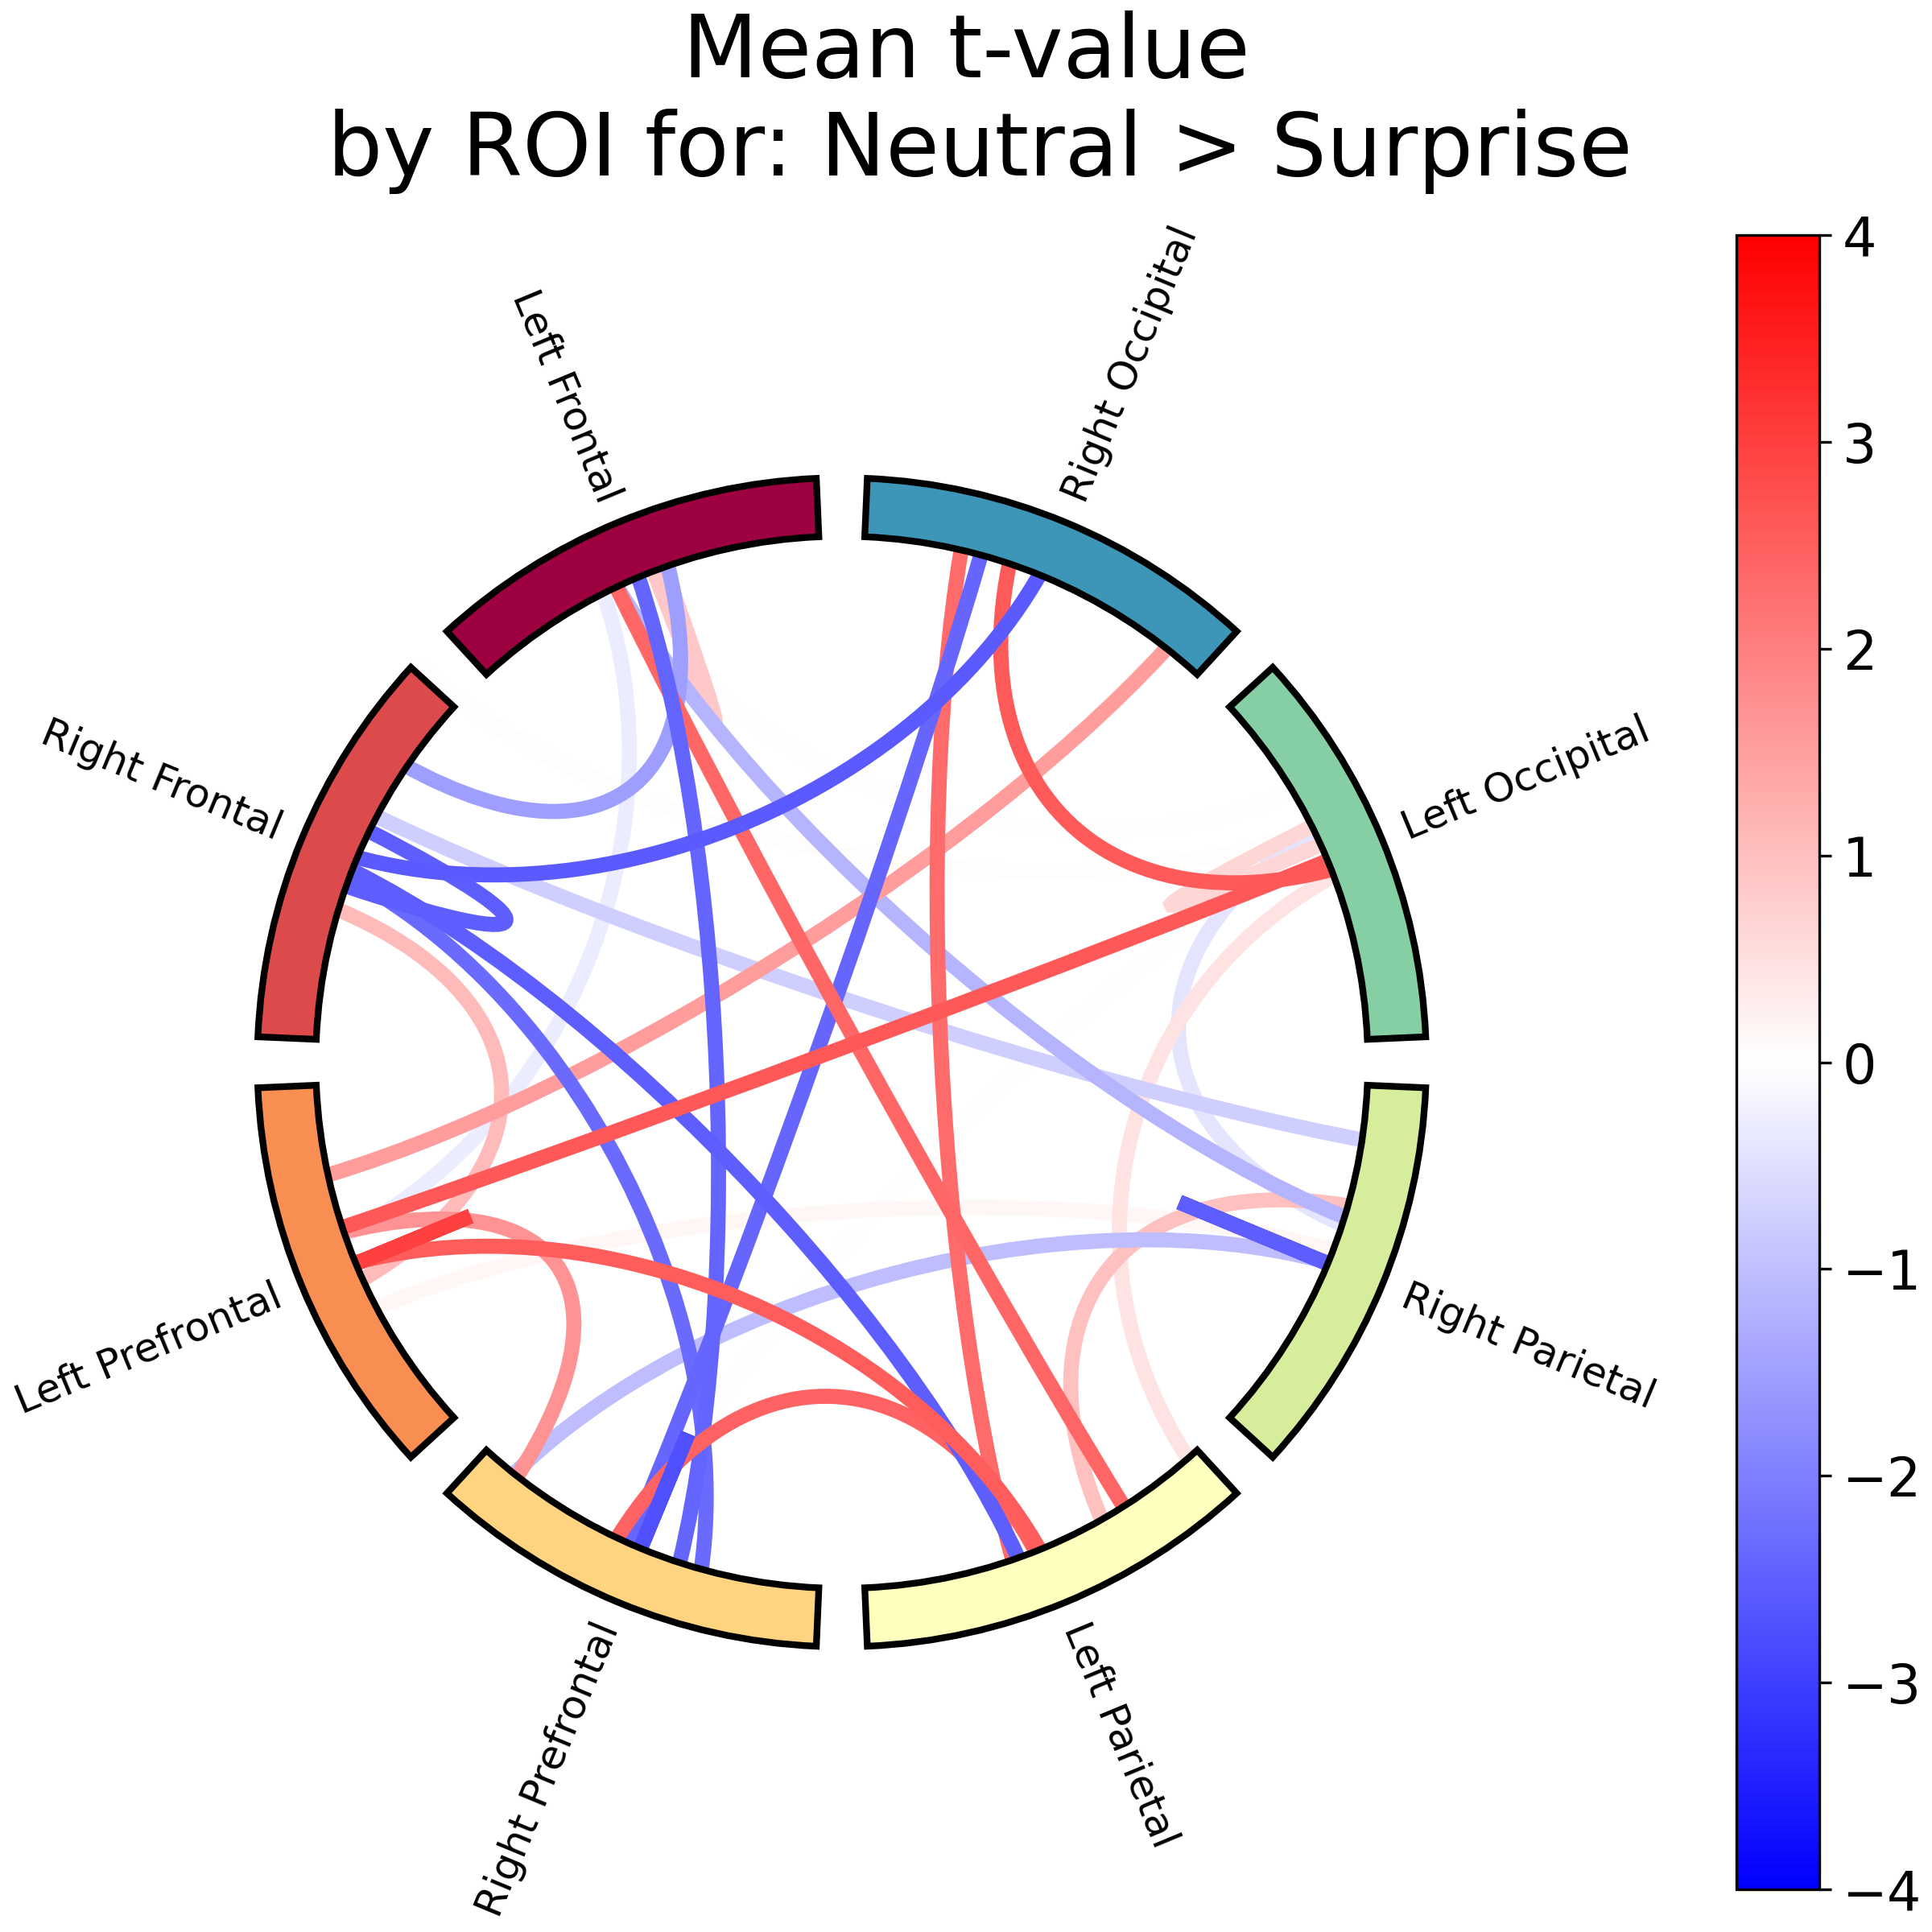 Mean t-value
by ROI for: Neutral > Surprise
Right Occipital
Left Frontal
Left Occipital
Right Frontal
Right Parietal
Left Prefrontal
Left Parietal
Right Prefrontal
4
3
2
1
0
−1
−2
−3
−4